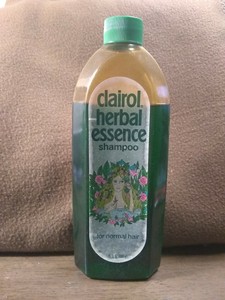 clairol
herbal
essence
shampoo
for normal hair